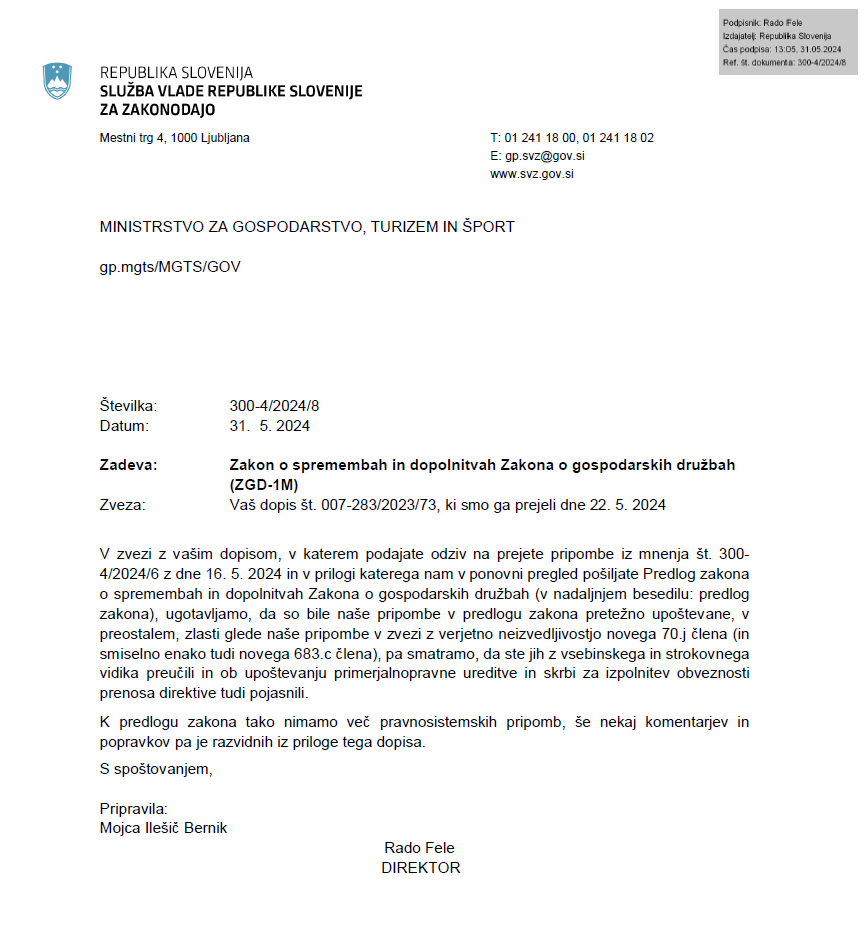 Podpisnik: Rado Fele
Izdajatelj: Republika Slovenija
Čas podpisa: 13:05, 31.05.2024
Ref. št. dokumenta: 300-4/2024/8
REPUBLIKA SLOVENIJA
SLUŽBA VLADE REPUBLIKE SLOVENIJE
ZA ZAKONODAJO
Mestni trg 4, 1000 Ljubljana
T: 01 241 18 00, 01 241 18 02
E: gp.svz@gov.si
www.svz.gov.si
MINISTRSTVO ZA GOSPODARSTVO, TURIZEM IN ŠPORT
gp.mgts/MGTS/GOV
Številka: 300-4/2024/8
Datum: 31. 5. 2024
Zadeva: Zakon o spremembah in dopolnitvah Zakona o gospodarskih družbah
(ZGD-1M)
Zveza: Vaš dopis št. 007-283/2023/73, ki smo ga prejeli dne 22. 5. 2024
V zvezi z vašim dopisom, v katerem podajate odziv na prejete pripombe iz mnenja št. 300-
4/2024/6 z dne 16. 5. 2024 in v prilogi katerega nam v ponovni pregled pošiljate Predlog zakona
o spremembah in dopolnitvah Zakona o gospodarskih družbah (v nadaljnjem besedilu: predlog
zakona), ugotavljamo, da so bile naše pripombe v predlogu zakona pretežno upoštevane, v
preostalem, zlasti glede naše pripombe v zvezi z verjetno neizvedljivostjo novega 70.j člena (in
smiselno enako tudi novega 683.c člena), pa smatramo, da ste jih z vsebinskega in strokovnega
vidika preučili in ob upoštevanju primerjalnopravne ureditve in skrbi za izpolnitev obveznosti
prenosa direktive tudi pojasnili.
K predlogu zakona tako nimamo več pravnosistemskih pripomb, še nekaj komentarjev in
popravkov pa je razvidnih iz priloge tega dopisa.
S spoštovanjem,
Pripravila:
Mojca Ilešič Bernik
Rado Fele
DIREKTOR